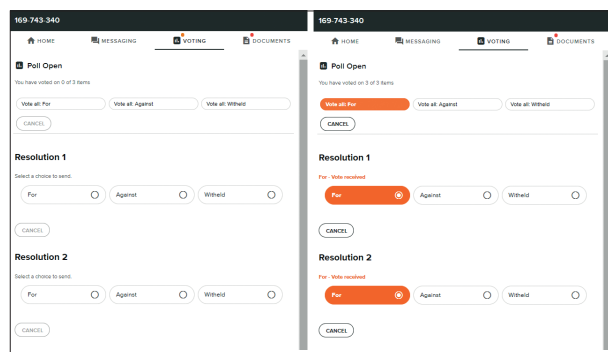 169-743-340
HOME MESSAGING VOTING DOCUMENTS
Poll Open
You have voted on 0 of 3 items
Vote all: For Vote all: Against Vote all: Witheld
CANCEL
Resolution 1
Select a choice to send.
For Against Witheld
CANCEL
Resolution 2
Select a choice to send.
For Against Witheld
CANCEL
169-743-340
HOME MESSAGING VOTING DOCUMENTS
Poll Open
You have voted on 3 of 3 items
Vote all: For Vote all: Against Vote all: Witheld
CANCEL
Resolution 1
For - Vote received
For Against Witheld
CANCEL
Resolution 2
For - Vote received
For Against Witheld
CANCEL